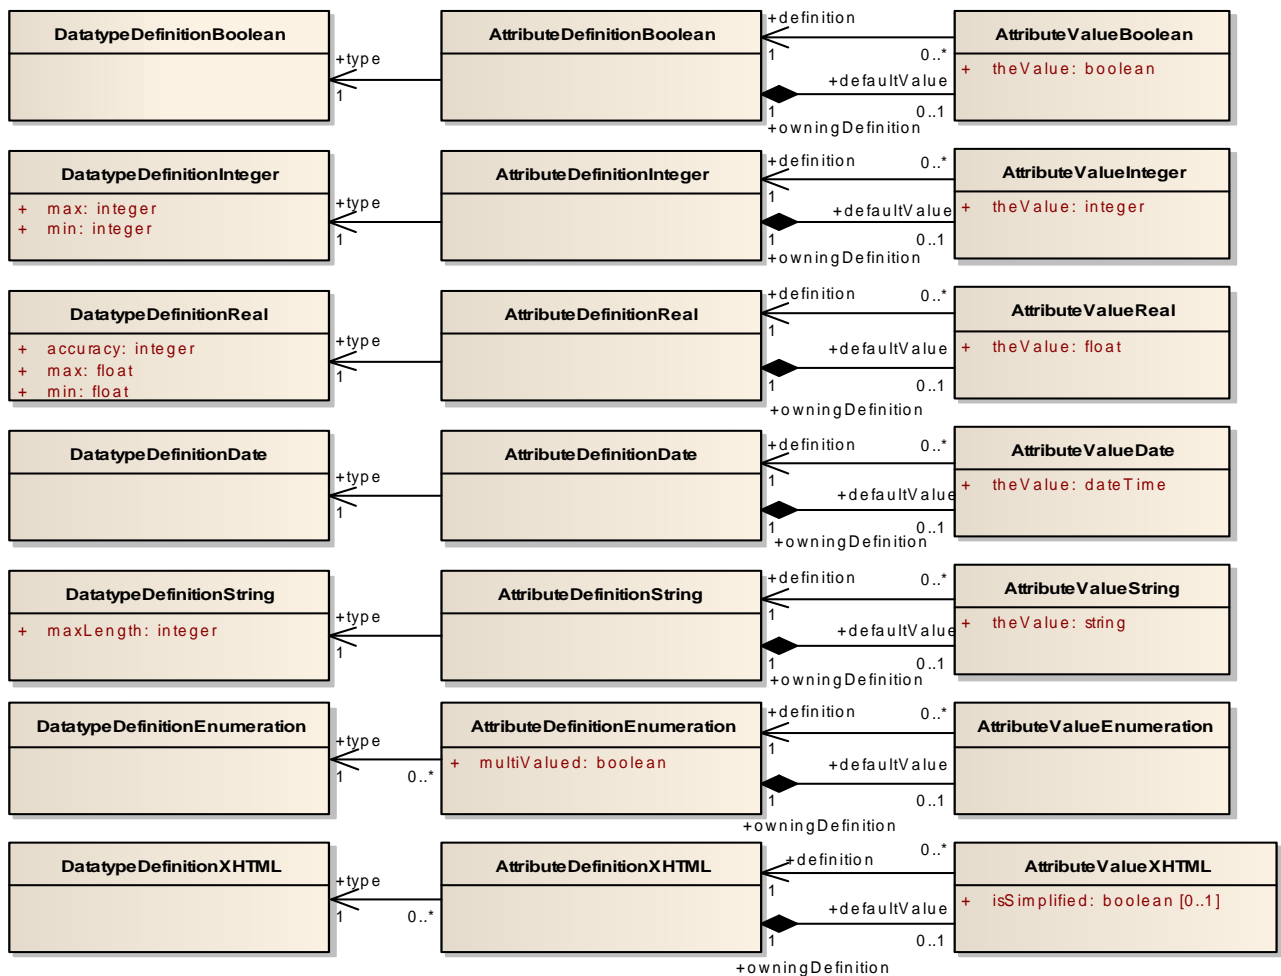 DatatypeDefinitionBoolean
AttributeDefinitionBoolean
AttributeValueBoolean
+ theValue: boolean
+type
1
+definition
1
0..*
+defaultValue
1
0..1
+owningDefinition
DatatypeDefinitionInteger
+ max: integer
+ min: integer
AttributeDefinitionInteger
AttributeValueInteger
+ theValue: integer
+type
1
+definition
0..*
1
+defaultValue
1
0..1
+owningDefinition
DatatypeDefinitionReal
+ accuracy: integer
+ max: float
+ min: float
AttributeDefinitionReal
AttributeValueReal
+ theValue: float
+type
1
+definition
0..*
1
+defaultValue
1
0..1
+owningDefinition
DatatypeDefinitionDate
AttributeDefinitionDate
AttributeValueDate
+ theValue: dateTime
+type
1
+definition
0..*
1
+defaultValue
1
0..1
+owningDefinition
DatatypeDefinitionString
+ maxLength: integer
AttributeDefinitionString
AttributeValueString
+ theValue: string
+type
1
+definition
0..*
1
+defaultValue
1
0..1
+owningDefinition
DatatypeDefinitionEnumeration
AttributeDefinitionEnumeration
+ multiValued: boolean
AttributeValueEnumeration
+type
1
0..*
+definition
0..*
1
+defaultValue
1
0..1
+owningDefinition
DatatypeDefinitionXHTML
AttributeDefinitionXHTML
AttributeValueXHTML
+ isSimplified: boolean [0..1]
+type
1
0..*
+definition
0..*
1
+defaultValue
1
0..1
+owningDefinition